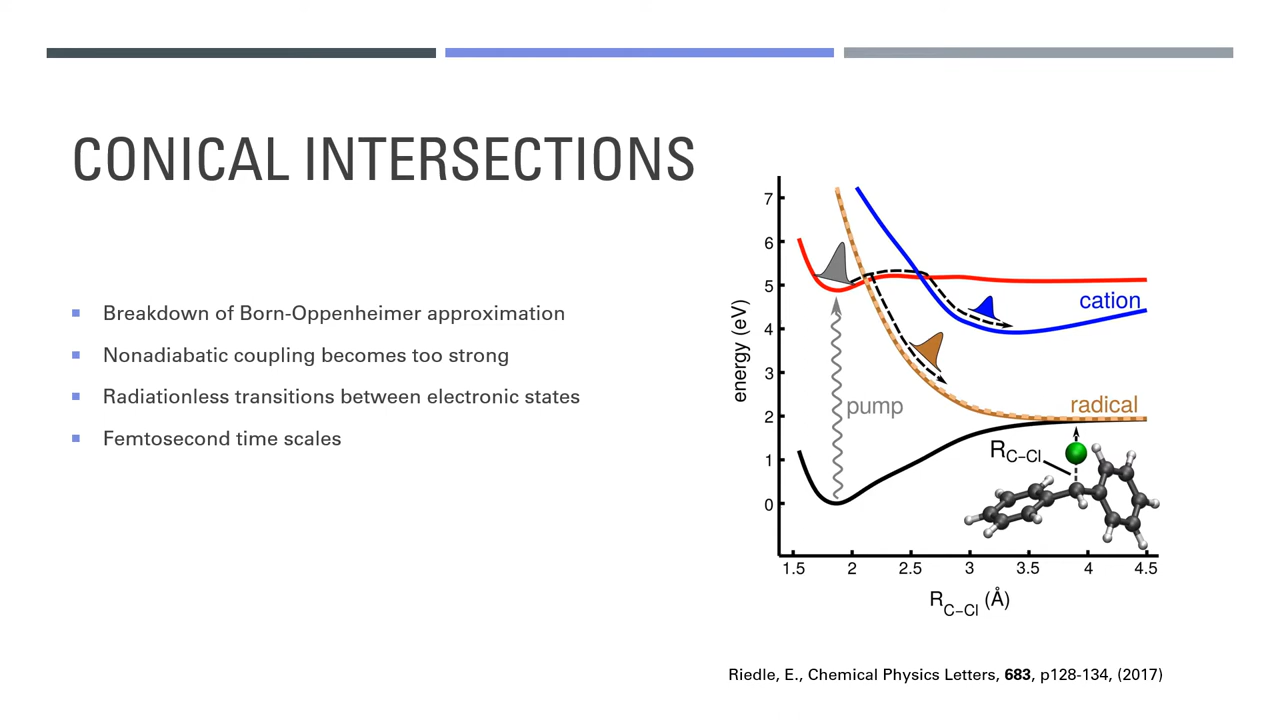 CONICAL INTERSECTIONS
Breakdown of Born-Oppenheimer approximation
Nonadiabatic coupling becomes too strong
Radiationless transitions between electronic states
Femtosecond time scales
energy (eV)
7
6
5
4
3
2
1
0
cation
pump
radical
R_C–Cl
1.5 2 2.5 3 3.5 4 4.5
R_C–Cl (Å)
Riedle, E., Chemical Physics Letters, 683, p128-134, (2017)